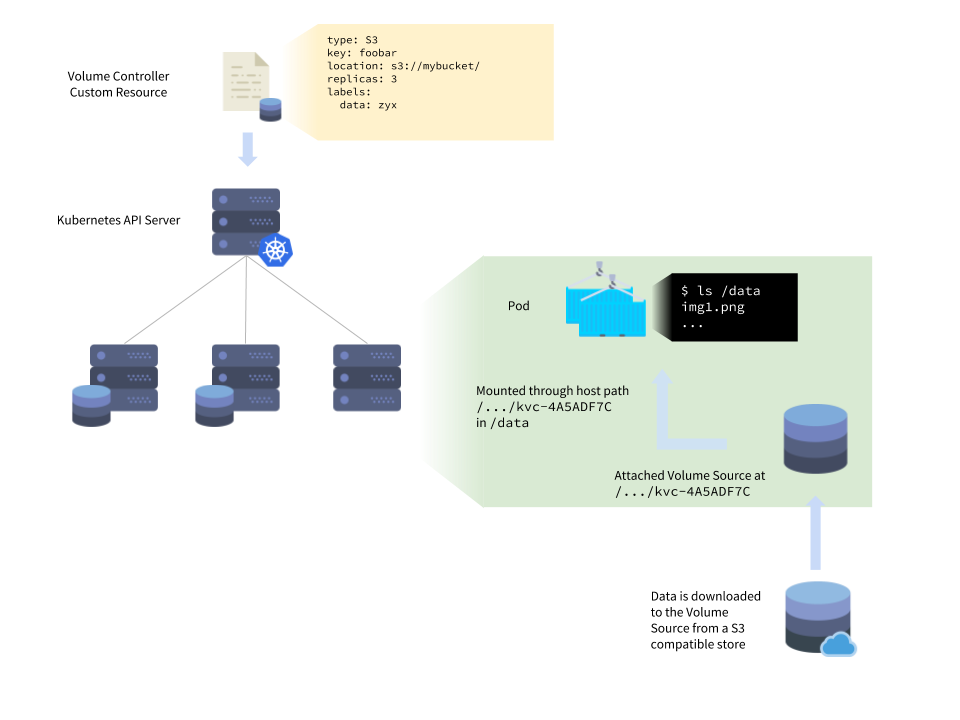 type: S3
key: foobar
location: s3://mybucket/
replicas: 3
labels:
  data: zyx
Volume Controller
Custom Resource
Kubernetes API Server
Pod
$ ls /data
img1.png
...
Mounted through host path
/.../kvc-4A5ADF7C
in /data
Attached Volume Source at
/.../kvc-4A5ADF7C
Data is downloaded
to the Volume
Source from a S3
compatible store